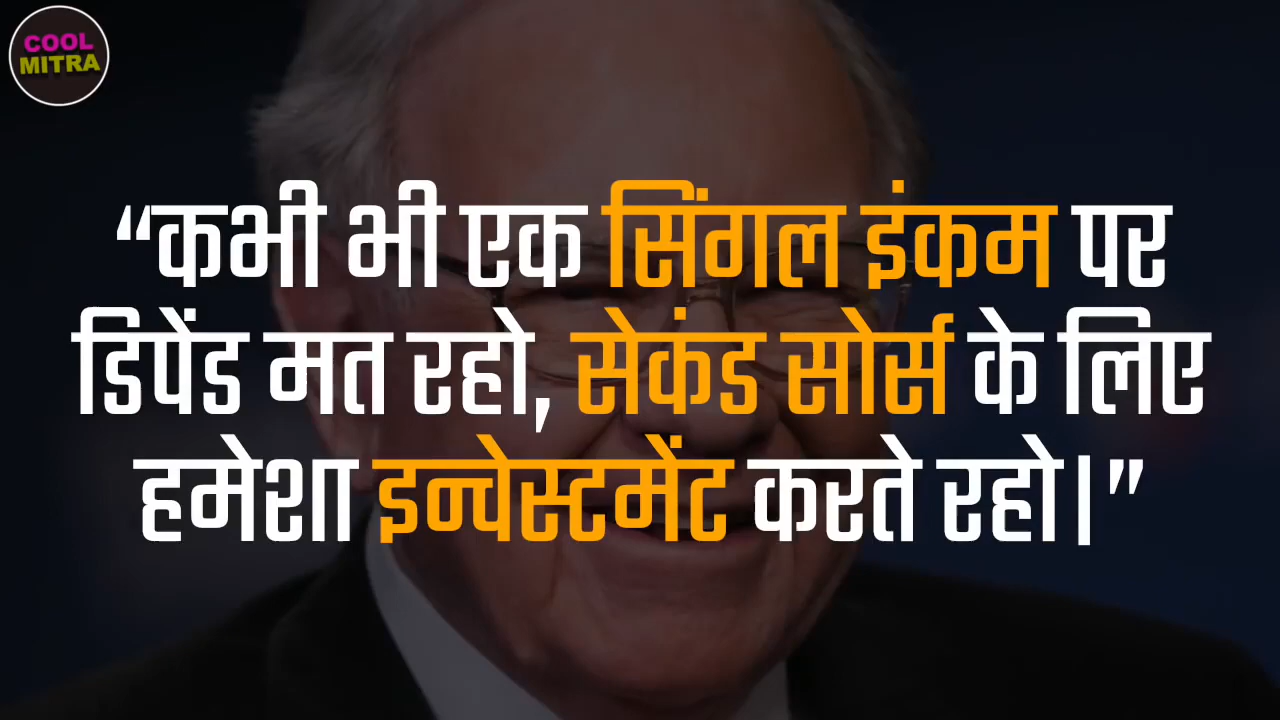 COOL
MITRA
“कभी भी एक सिंगल इंकम पर
डिपेंड मत रहो, सेकंड सोर्स के लिए
हमेशा इन्वेस्टमेंट करते रहो।”